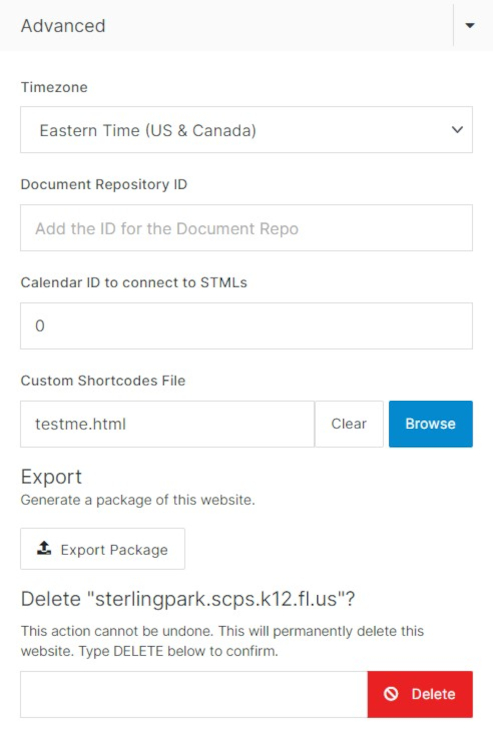 Advanced
Timezone
Eastern Time (US & Canada)
Document Repository ID
Add the ID for the Document Repo
Calendar ID to connect to STMLs
0
Custom Shortcodes File
testme.html Clear Browse
Export
Generate a package of this website.
Export Package
Delete "sterlingpark.scps.k12.fl.us"?
This action cannot be undone. This will permanently delete this
website. Type DELETE below to confirm.
Delete